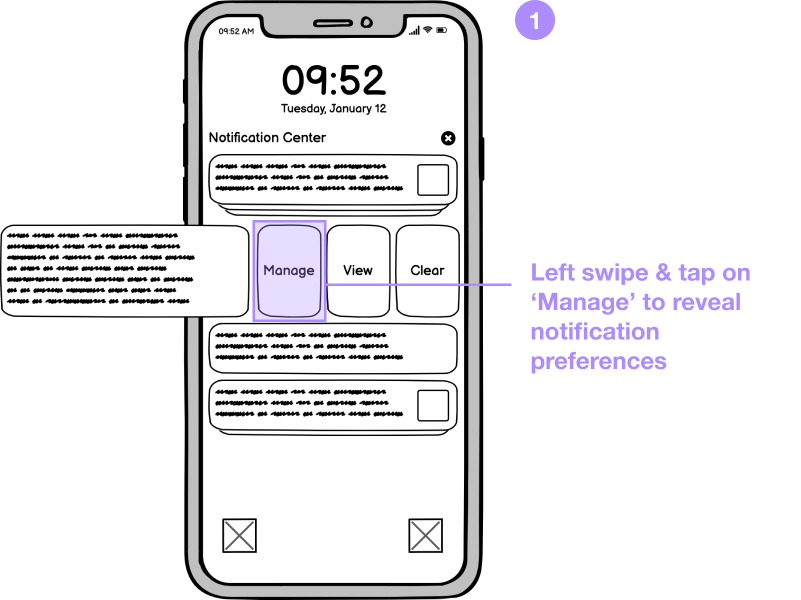 1
09:52 AM
09:52
Tuesday, January 12
Notification Center
Manage
View
Clear
Left swipe & tap on
‘Manage’ to reveal
notification
preferences